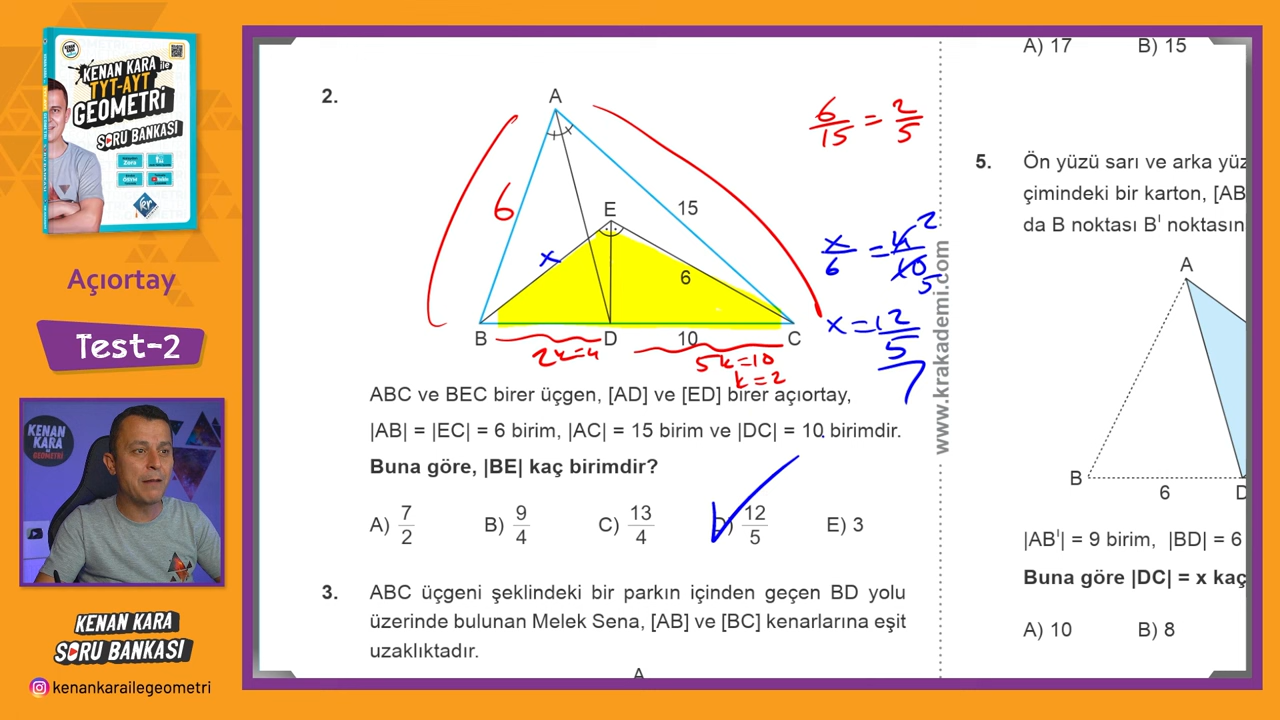 KENAN KARA ile
TYT-AYT
GEOMETRİ
SORU BANKASI
Açıortay
Test-2
KENAN KARA
SORU BANKASI
kenankarailegeometri
2.
A
E
B
D
C
15
6
10
6
x
2k=4
5k=10
k=2
6/15 = 2/5
x/6 = 4/10
2
5
x = 12/5
ABC ve BEC birer üçgen, [AD] ve [ED] birer açıortay,
|AB| = |EC| = 6 birim, |AC| = 15 birim ve |DC| = 10 birimdir.
Buna göre, |BE| kaç birimdir?
A) 7/2 B) 9/4 C) 13/4 D) 12/5 E) 3
3. ABC üçgeni şeklindeki bir parkın içinden geçen BD yolu
üzerinde bulunan Melek Sena, [AB] ve [BC] kenarlarına eşit
uzaklıktadır.
A
www.krakademi.com
A) 17 B) 15
5. Ön yüzü sarı ve arka yüz
çimindeki bir karton, [AB
da B noktası Bı noktasın
A
B
6
D
|ABı| = 9 birim, |BD| = 6
Buna göre |DC| = x kaç
A) 10 B) 8